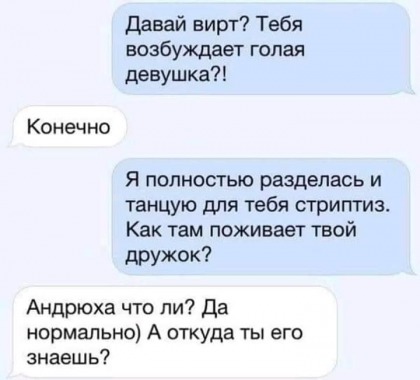 Давай вирт? Тебя
возбуждает голая
девушка?!
Конечно
Я полностью разделась и
танцую для тебя стриптиз.
Как там поживает твой
дружок?
Андрюха что ли? Да
нормально) А откуда ты его
знаешь?